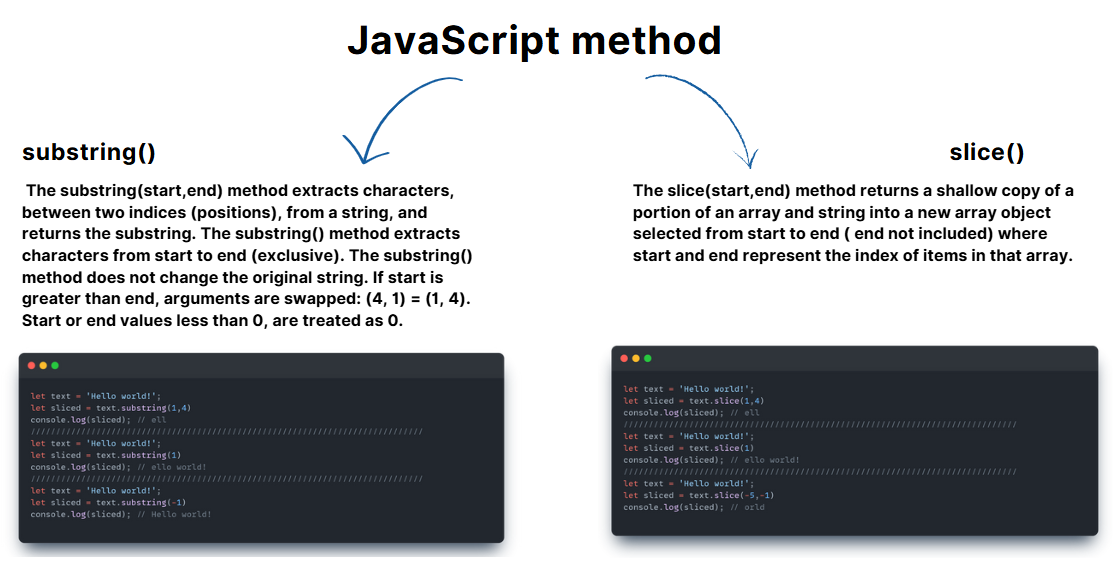 JavaScript method
substring()
The substring(start,end) method extracts characters,
between two indices (positions), from a string, and
returns the substring. The substring() method extracts
characters from start to end (exclusive). The substring()
method does not change the original string. If start is
greater than end, arguments are swapped: (4, 1) = (1, 4).
Start or end values less than 0, are treated as 0.
let text = 'Hello world!';
let sliced = text.substring(1,4)
console.log(sliced); // ell
//////////////////////////////////////////////////////////////////////////////
let text = 'Hello world!';
let sliced = text.substring(1)
console.log(sliced); // ello world!
//////////////////////////////////////////////////////////////////////////////
let text = 'Hello world!';
let sliced = text.substring(-1)
console.log(sliced); // Hello world!
slice()
The slice(start,end) method returns a shallow copy of a
portion of an array and string into a new array object
selected from start to end ( end not included) where
start and end represent the index of items in that array.
let text = 'Hello world!';
let sliced = text.slice(1,4)
console.log(sliced); // ell
//////////////////////////////////////////////////////////////////////////////
let text = 'Hello world!';
let sliced = text.slice(1)
console.log(sliced); // ello world!
//////////////////////////////////////////////////////////////////////////////
let text = 'Hello world!';
let sliced = text.slice(-5,-1)
console.log(sliced); // orld